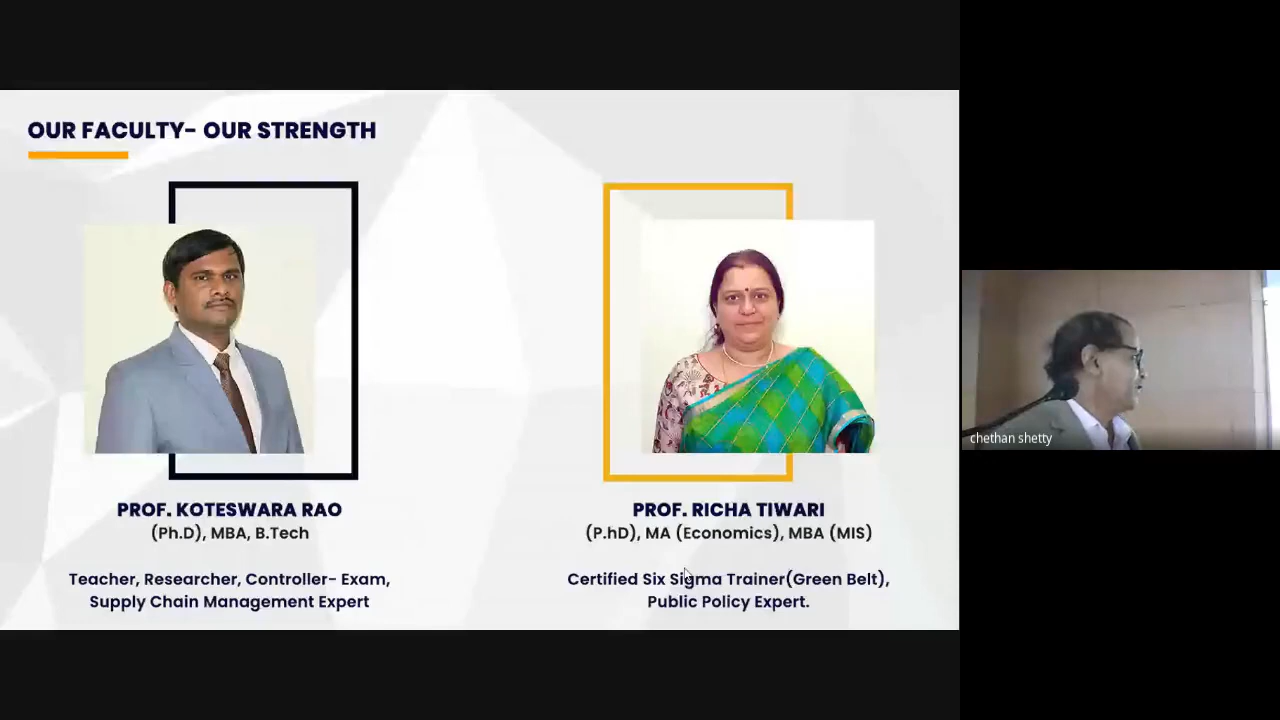 OUR FACULTY- OUR STRENGTH
PROF. KOTESWARA RAO
(Ph.D), MBA, B.Tech
Teacher, Researcher, Controller- Exam,
Supply Chain Management Expert
PROF. RICHA TIWARI
(P.hD), MA (Economics), MBA (MIS)
Certified Six Sigma Trainer(Green Belt),
Public Policy Expert.
chethan shetty